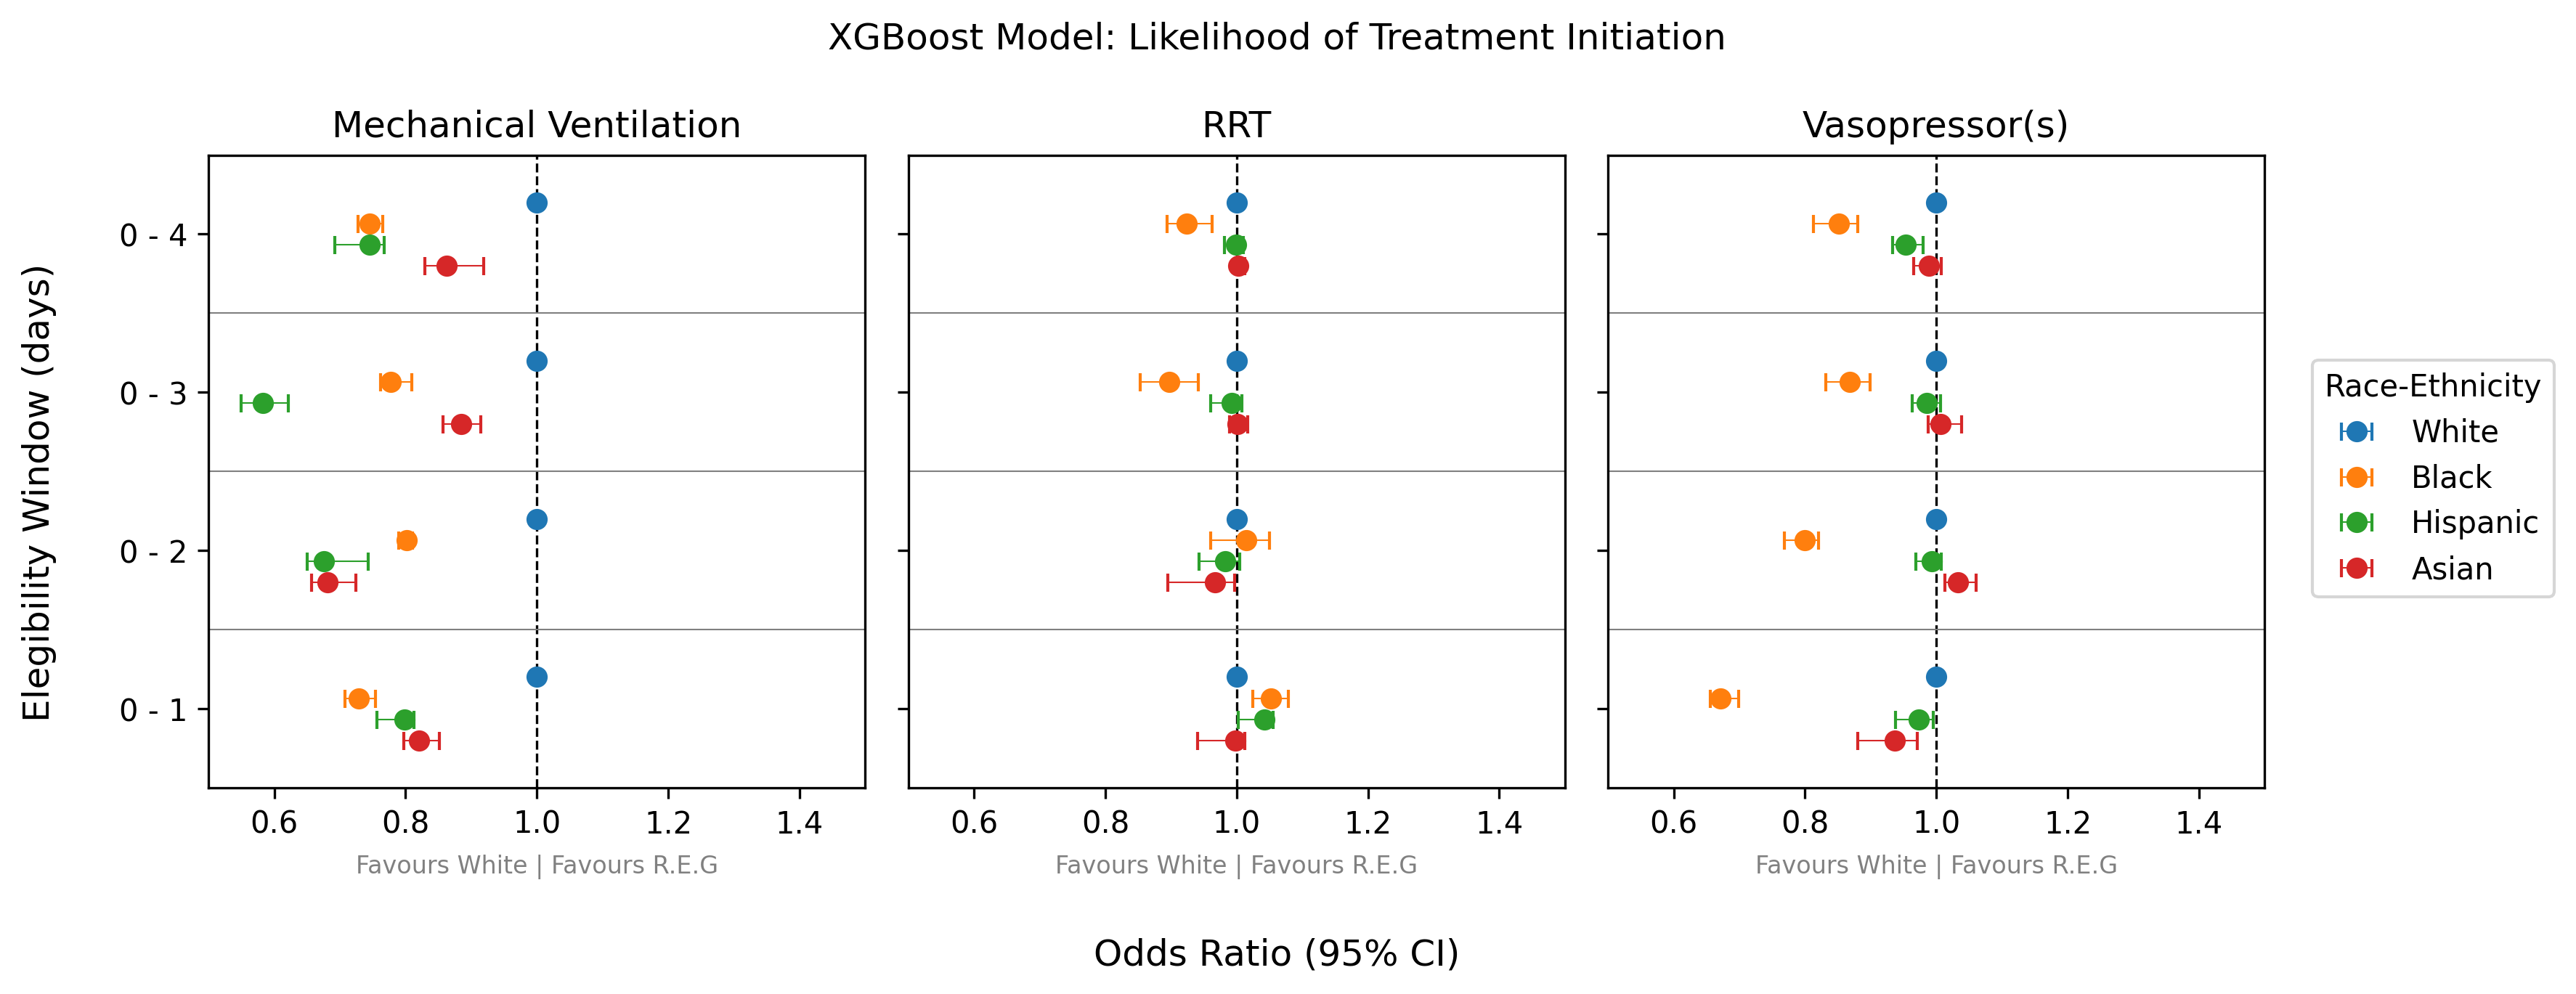 XGBoost Model: Likelihood of Treatment Initiation
Mechanical Ventilation
RRT
Vasopressor(s)
Elegibility Window (days)
0 - 4
0 - 3
0 - 2
0 - 1
0.6 0.8 1.0 1.2 1.4
0.6 0.8 1.0 1.2 1.4
0.6 0.8 1.0 1.2 1.4
Favours White | Favours R.E.G
Favours White | Favours R.E.G
Favours White | Favours R.E.G
Odds Ratio (95% CI)
Race-Ethnicity
White
Black
Hispanic
Asian